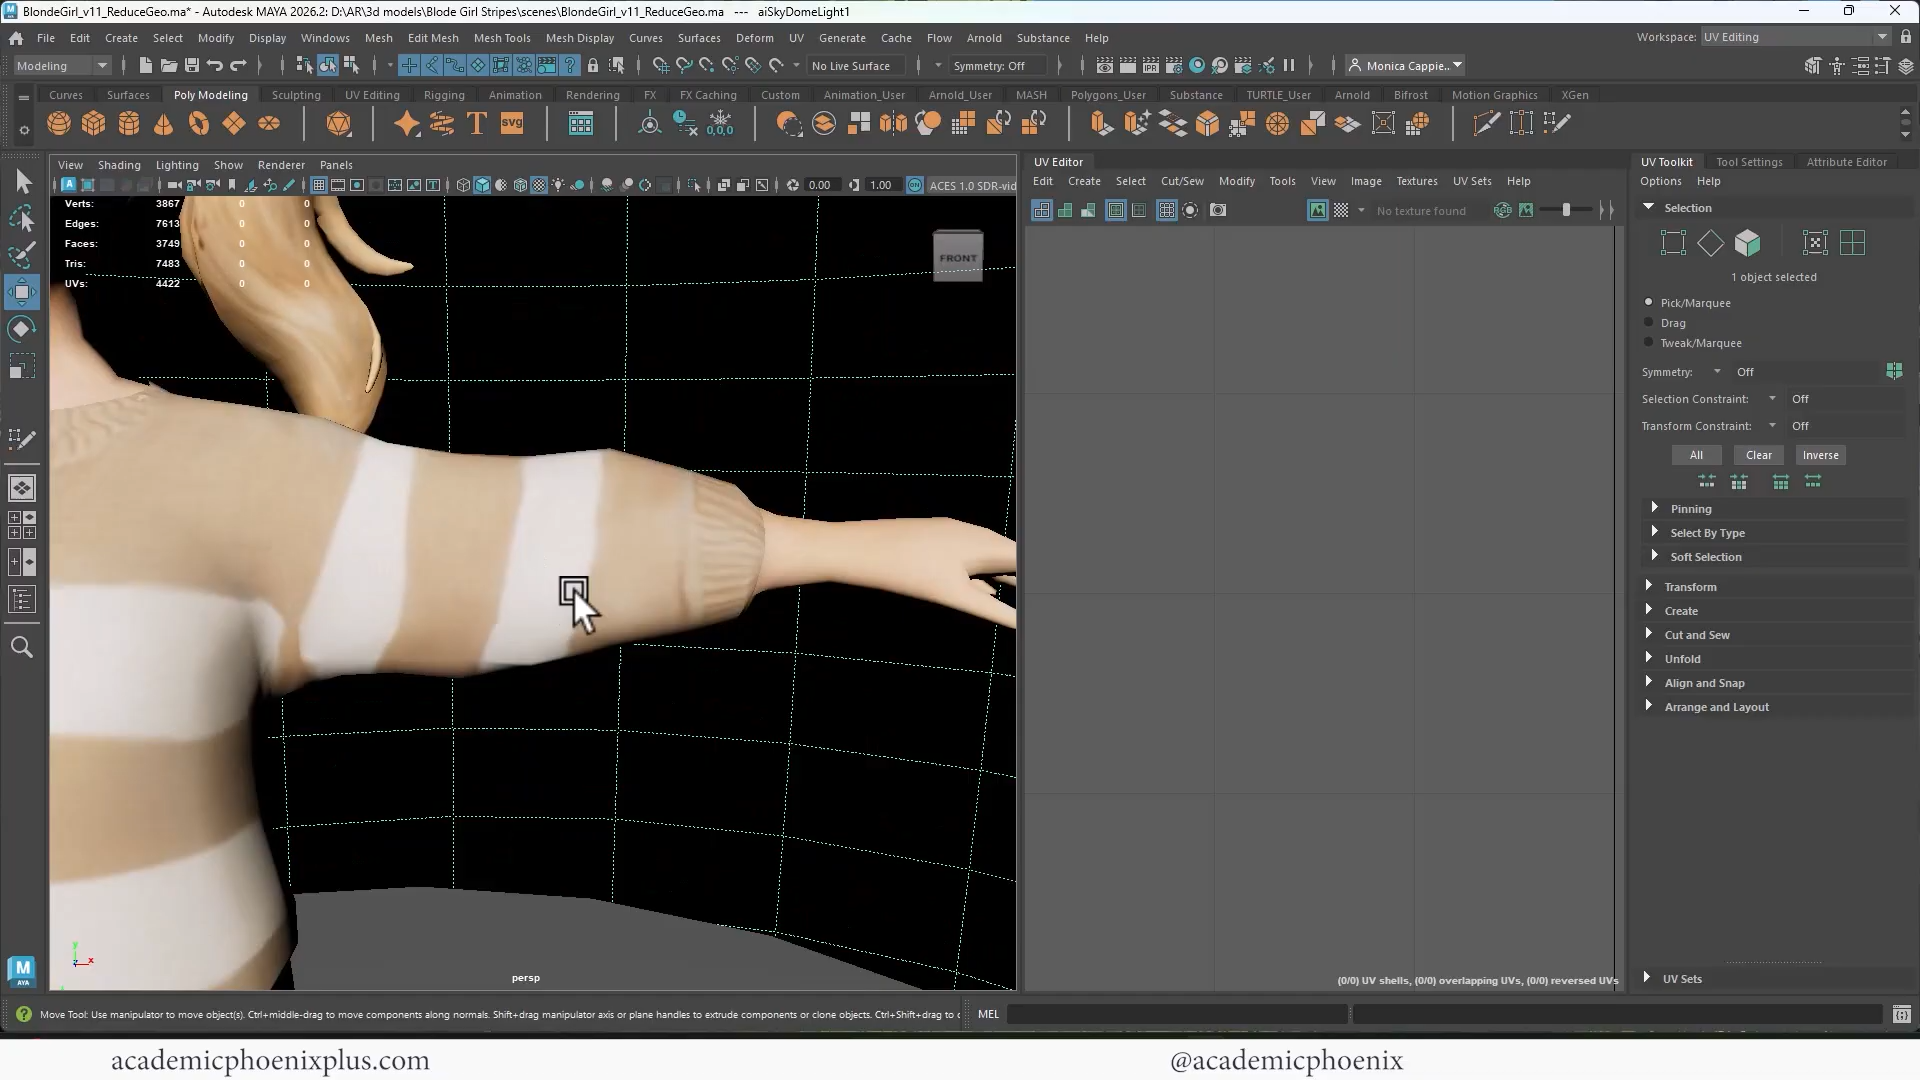 BlondeGirl_v11_ReduceGeo.ma* - Autodesk MAYA 2026.2: D:\AR\3d models\Blode Girl Stripes\scenes\BlondeGirl_v11_ReduceGeo.ma --- aiSkyDomeLight1
File Edit Create Select Modify Display Windows Mesh Edit Mesh Mesh Tools Mesh Display Curves Surfaces Deform UV Generate Cache Flow Arnold Substance Help Workspace: UV Editing
Modeling No Live Surface Symmetry: Off Monica Cappie...
Curves Surfaces Poly Modeling Sculpting UV Editing Rigging Animation Rendering FX FX Caching Custom Animation_User Arnold_User MASH Polygons_User Substance TURTLE_User Arnold Bifrost Motion Graphics XGen
View Shading Lighting Show Renderer Panels
0.00 1.00 ACES 1.0 SDR-vid
Verts: 3867 0 0
Edges: 7613 0 0
Faces: 3749 0 0
Tris: 7483 0 0
UVs: 4422 0 0
FRONT
persp
UV Editor
Edit Create Select Cut/Sew Modify Tools View Image Textures UV Sets Help
No texture found
(0/0) UV shells, (0/0) overlapping UVs, (0/0) reversed UVs
UV Toolkit Tool Settings Attribute Editor
Options Help
Selection
1 object selected
Pick/Marquee
Drag
Tweak/Marquee
Symmetry: Off
Selection Constraint: Off
Transform Constraint: Off
All Clear Inverse
Pinning
Select By Type
Soft Selection
Transform
Create
Cut and Sew
Unfold
Align and Snap
Arrange and Layout
UV Sets
Move Tool: Use manipulator to move object(s). Ctrl+middle-drag to move components along normals. Shift+drag manipulator axis or plane handles to extrude components or clone objects. Ctrl+Shift+drag to c
MEL
academicphoenixplus.com
@academicphoenix